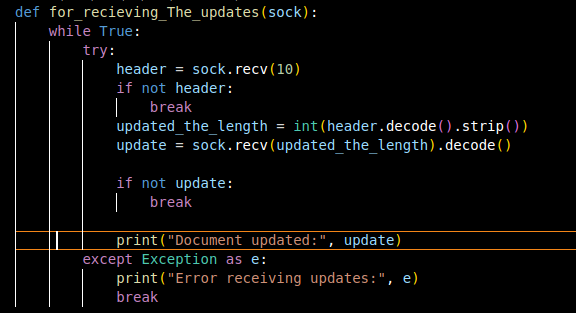 def for_recieving_The_updates(sock):
    while True:
        try:
            header = sock.recv(10)
            if not header:
                break
            updated_the_length = int(header.decode().strip())
            update = sock.recv(updated_the_length).decode()

            if not update:
                break

            print("Document updated:", update)
        except Exception as e:
            print("Error receiving updates:", e)
            break